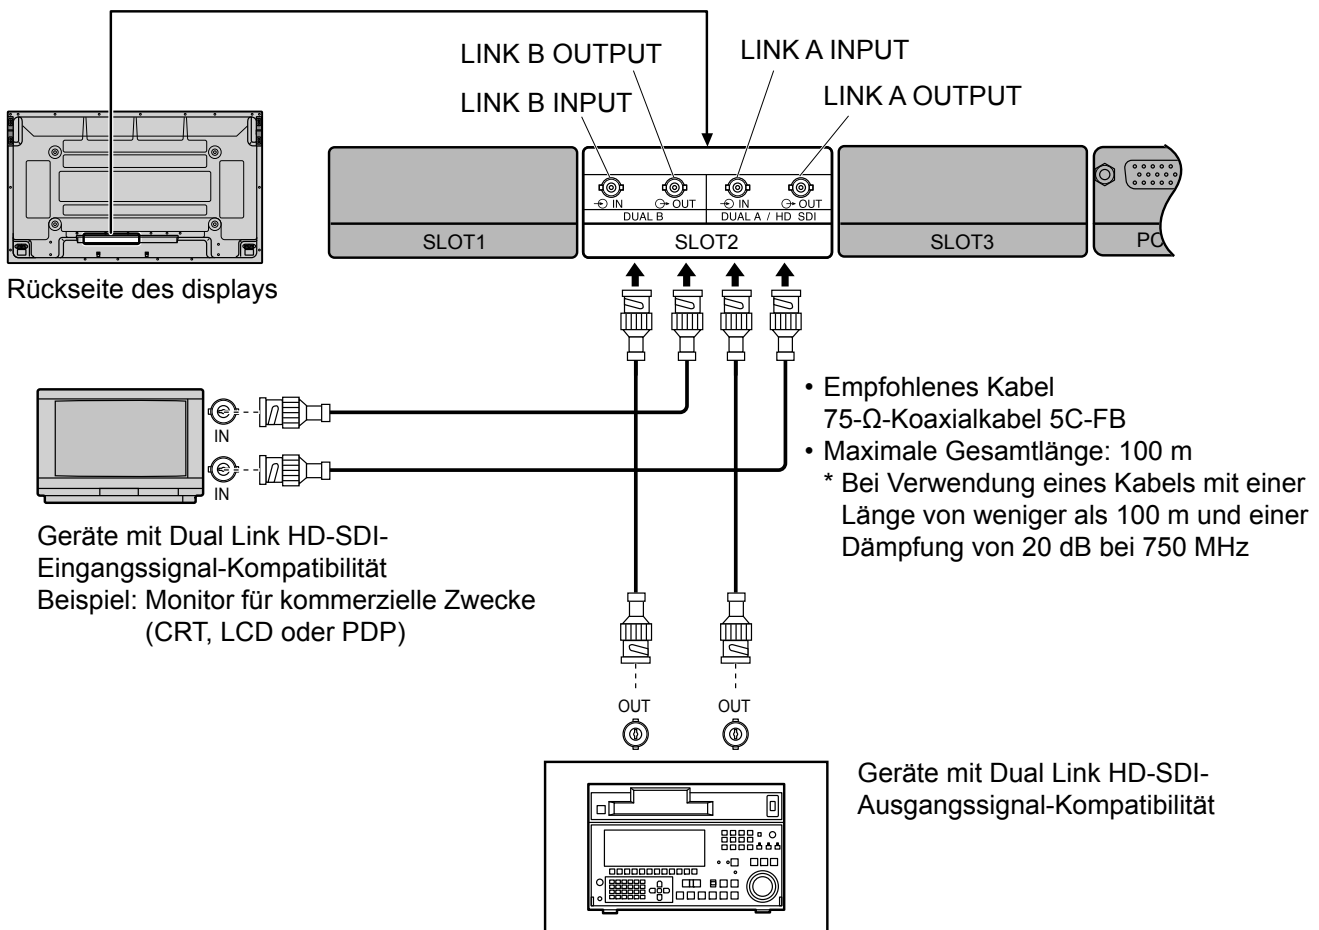 LINK B OUTPUT
LINK A INPUT
LINK B INPUT
LINK A OUTPUT
IN
OUT
IN
OUT
DUAL B
DUAL A / HD SDI
SLOT1
SLOT2
SLOT3
PC
Rückseite des displays
IN
IN
• Empfohlenes Kabel
75-Ω-Koaxialkabel 5C-FB
• Maximale Gesamtlänge: 100 m
* Bei Verwendung eines Kabels mit einer
Länge von weniger als 100 m und einer
Dämpfung von 20 dB bei 750 MHz
Geräte mit Dual Link HD-SDI-
Eingangssignal-Kompatibilität
Beispiel: Monitor für kommerzielle Zwecke
(CRT, LCD oder PDP)
OUT
OUT
Geräte mit Dual Link HD-SDI-
Ausgangssignal-Kompatibilität